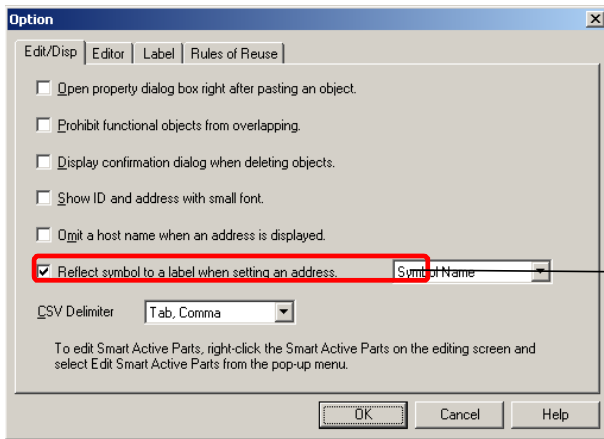 Option
Edit/Disp Editor Label Rules of Reuse
Open property dialog box right after pasting an object.
Prohibit functional objects from overlapping.
Display confirmation dialog when deleting objects.
Show ID and address with small font.
Omit a host name when an address is displayed.
Reflect symbol to a label when setting an address. Symbol Name
CSV Delimiter Tab, Comma
To edit Smart Active Parts, right-click the Smart Active Parts on the editing screen and
select Edit Smart Active Parts from the pop-up menu.
OK Cancel Help